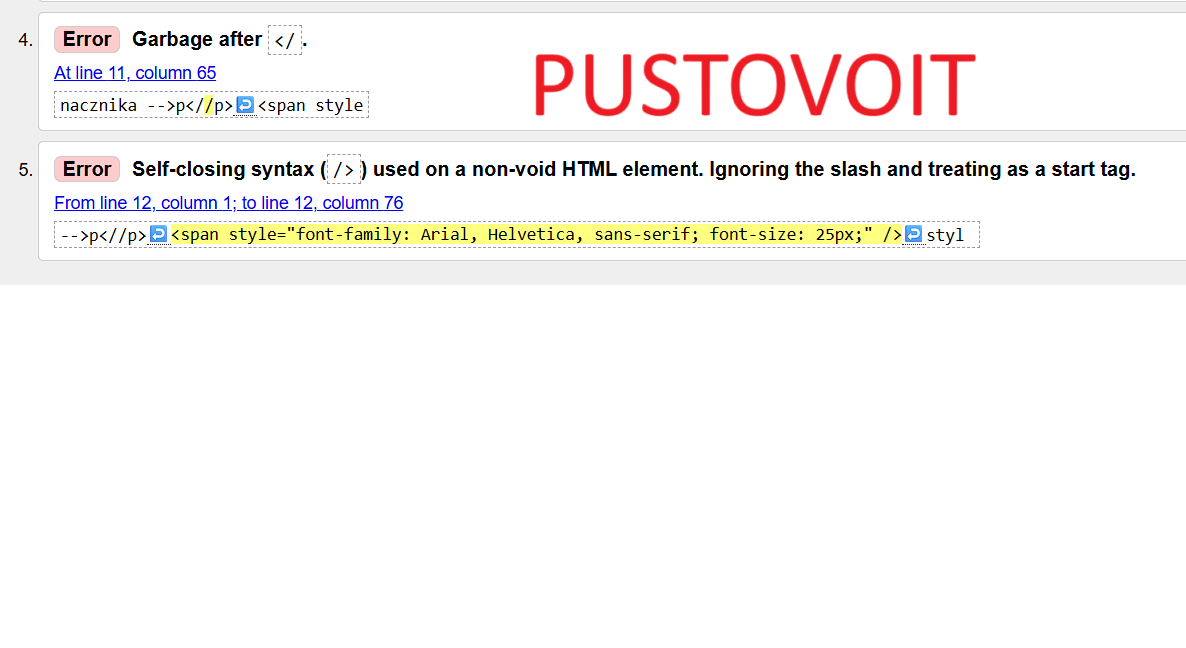 4. Error Garbage after </.
PUSTOVOIT
At line 11, column 65
nacznika -->p<//p>↩<span style
5. Error Self-closing syntax (/>) used on a non-void HTML element. Ignoring the slash and treating as a start tag.
From line 12, column 1; to line 12, column 76
-->p<//p>↩<span style="font-family: Arial, Helvetica, sans-serif; font-size: 25px;" />↩styl